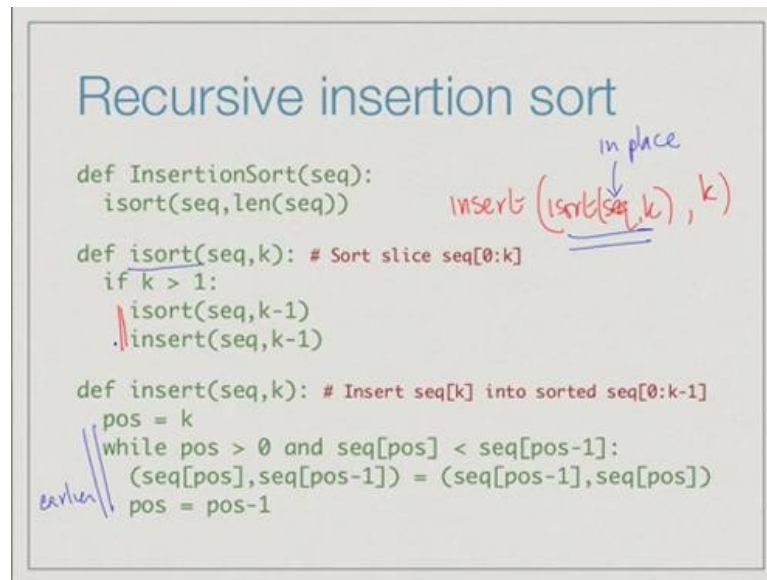 Recursive insertion sort
in place
def InsertionSort(seq):
isort(seq,len(seq))
insert (isort(seq,k), k)
def isort(seq,k): # Sort slice seq[0:k]
if k > 1:
isort(seq,k-1)
insert(seq,k-1)
def insert(seq,k): # Insert seq[k] into sorted seq[0:k-1]
pos = k
while pos > 0 and seq[pos] < seq[pos-1]:
(seq[pos],seq[pos-1]) = (seq[pos-1],seq[pos])
earlier pos = pos-1